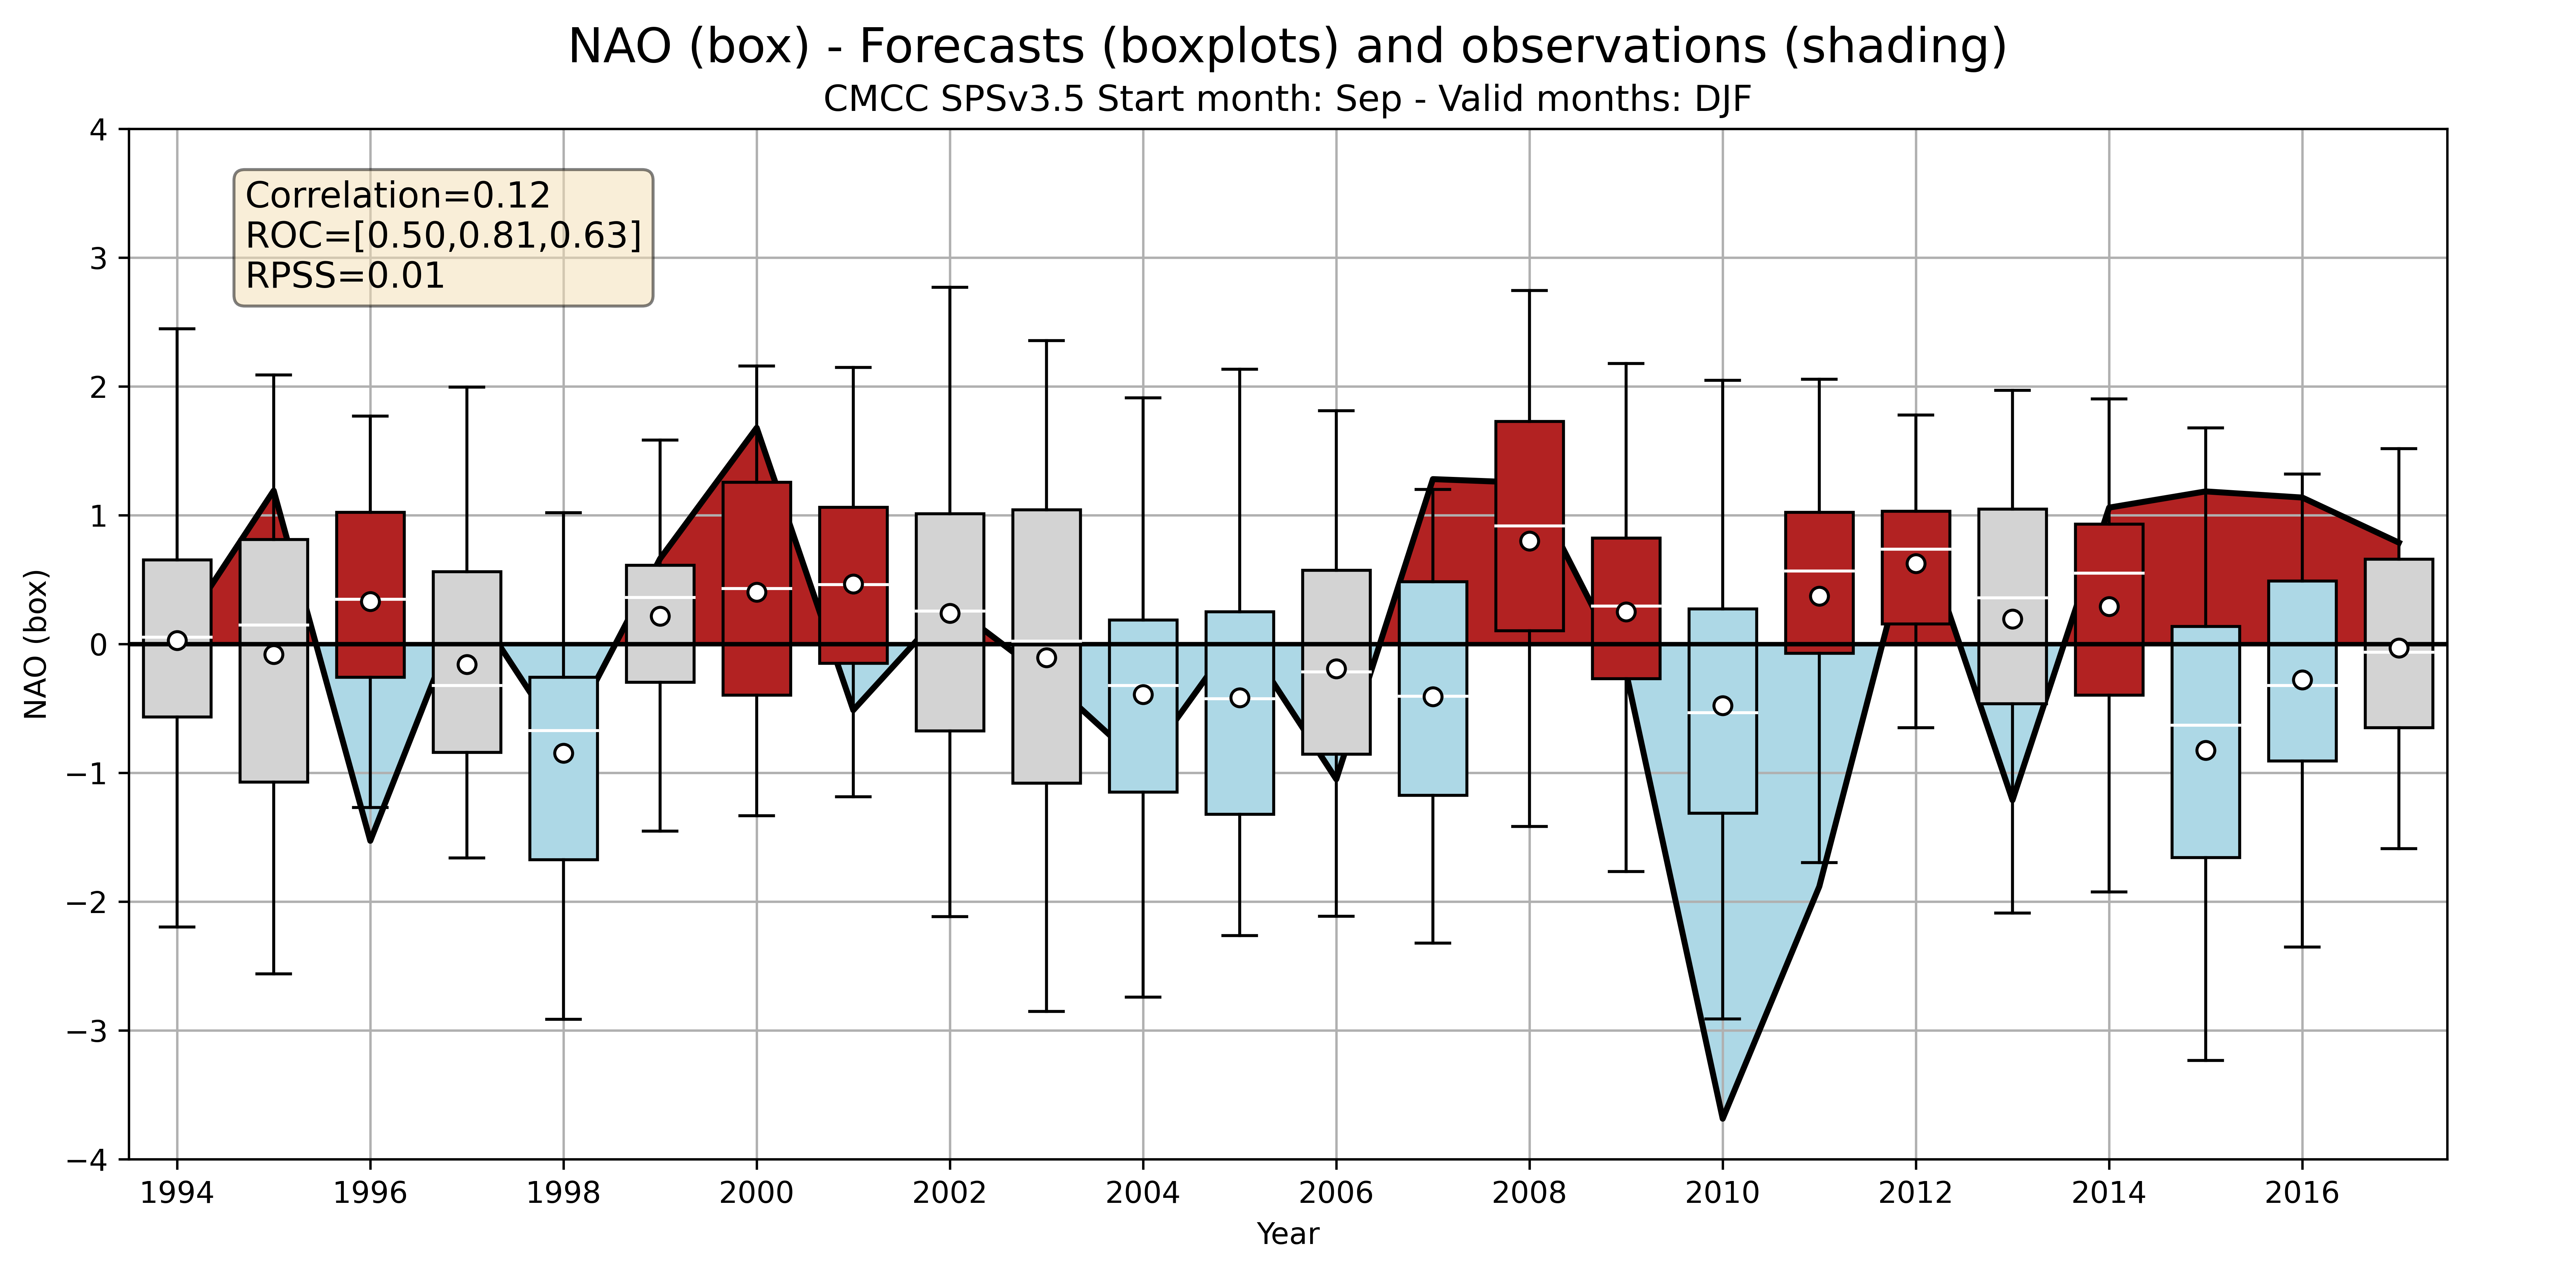 NAO (box) - Forecasts (boxplots) and observations (shading)
CMCC SPSv3.5 Start month: Sep - Valid months: DJF
Correlation=0.12
ROC=[0.50,0.81,0.63]
RPSS=0.01
NAO (box)
4
3
2
1
0
−1
−2
−3
−4
1994 1996 1998 2000 2002 2004 2006 2008 2010 2012 2014 2016
Year